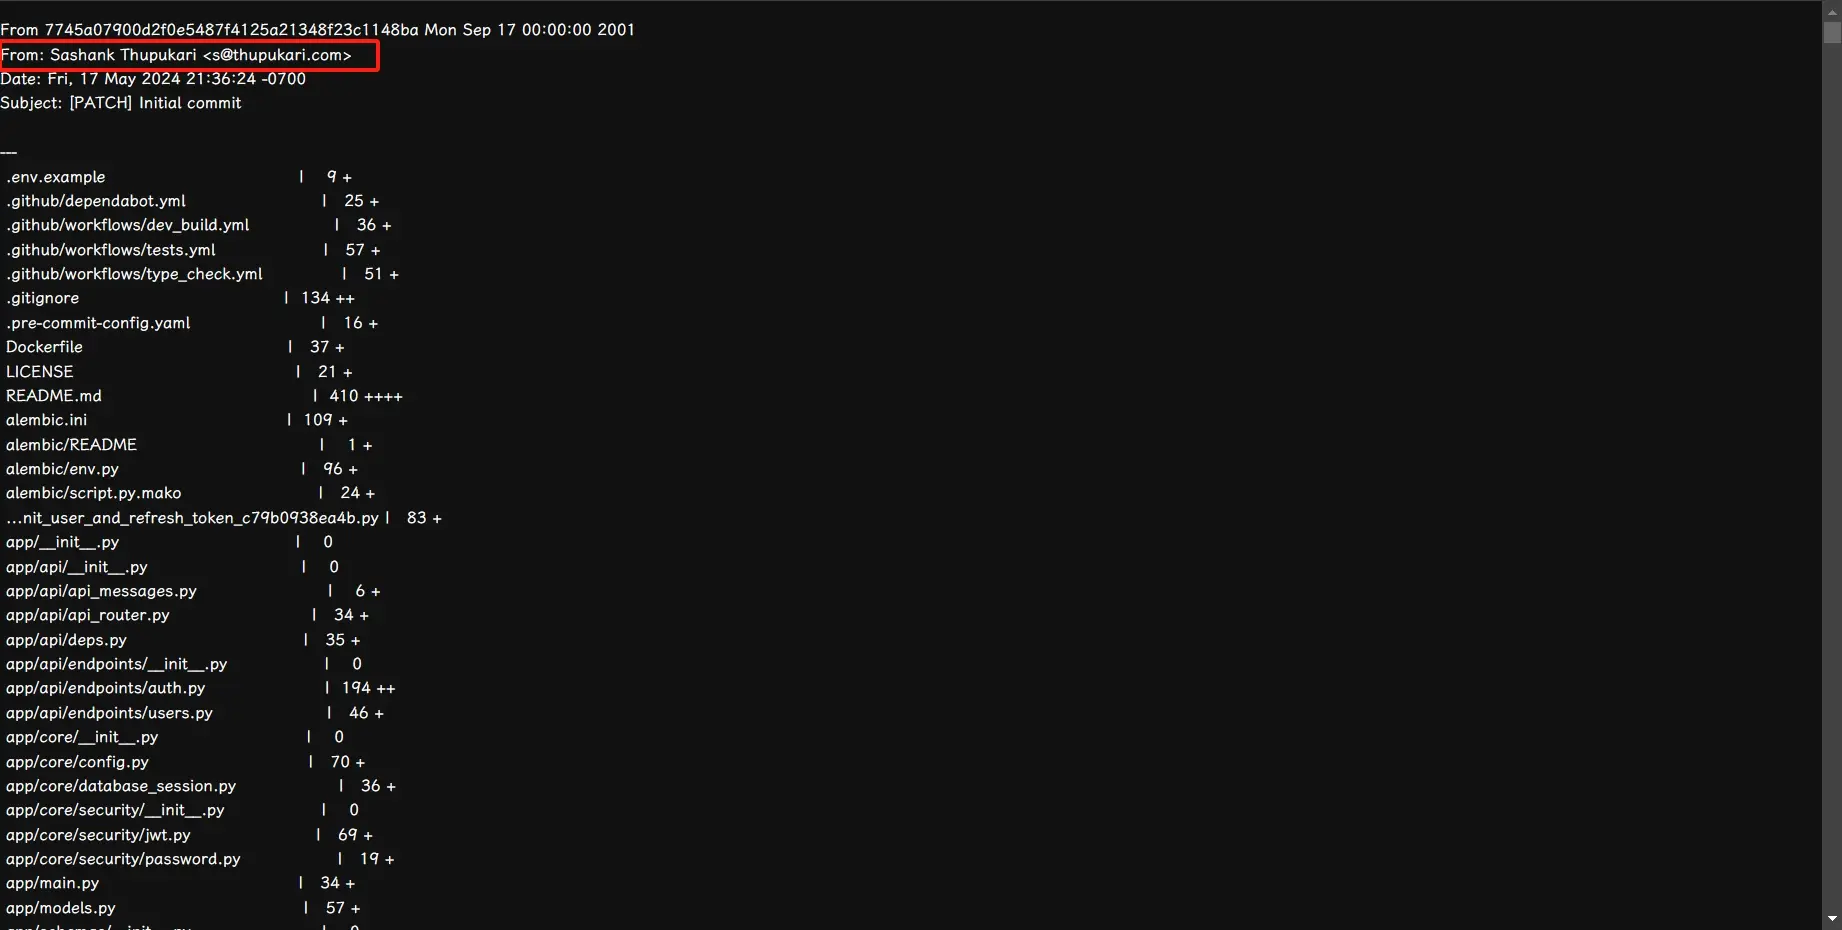 From 7745a07900d2f0e5487f4125a21348f23c1148ba Mon Sep 17 00:00:00 2001
From: Sashank Thupukari <s@thupukari.com>
Date: Fri, 17 May 2024 21:36:24 -0700
Subject: [PATCH] Initial commit
---
.env.example | 9 +
.github/dependabot.yml | 25 +
.github/workflows/dev_build.yml | 36 +
.github/workflows/tests.yml | 57 +
.github/workflows/type_check.yml | 51 +
.gitignore | 134 ++
.pre-commit-config.yaml | 16 +
Dockerfile | 37 +
LICENSE | 21 +
README.md | 410 ++++
alembic.ini | 109 +
alembic/README | 1 +
alembic/env.py | 96 +
alembic/script.py.mako | 24 +
...nit_user_and_refresh_token_c79b0938ea4b.py | 83 +
app/__init__.py | 0
app/api/__init__.py | 0
app/api/api_messages.py | 6 +
app/api/api_router.py | 34 +
app/api/deps.py | 35 +
app/api/endpoints/__init__.py | 0
app/api/endpoints/auth.py | 194 ++
app/api/endpoints/users.py | 46 +
app/core/__init__.py | 0
app/core/config.py | 70 +
app/core/database_session.py | 36 +
app/core/security/__init__.py | 0
app/core/security/jwt.py | 69 +
app/core/security/password.py | 19 +
app/main.py | 34 +
app/models.py | 57 +
app/schemas/__init__.py | 0